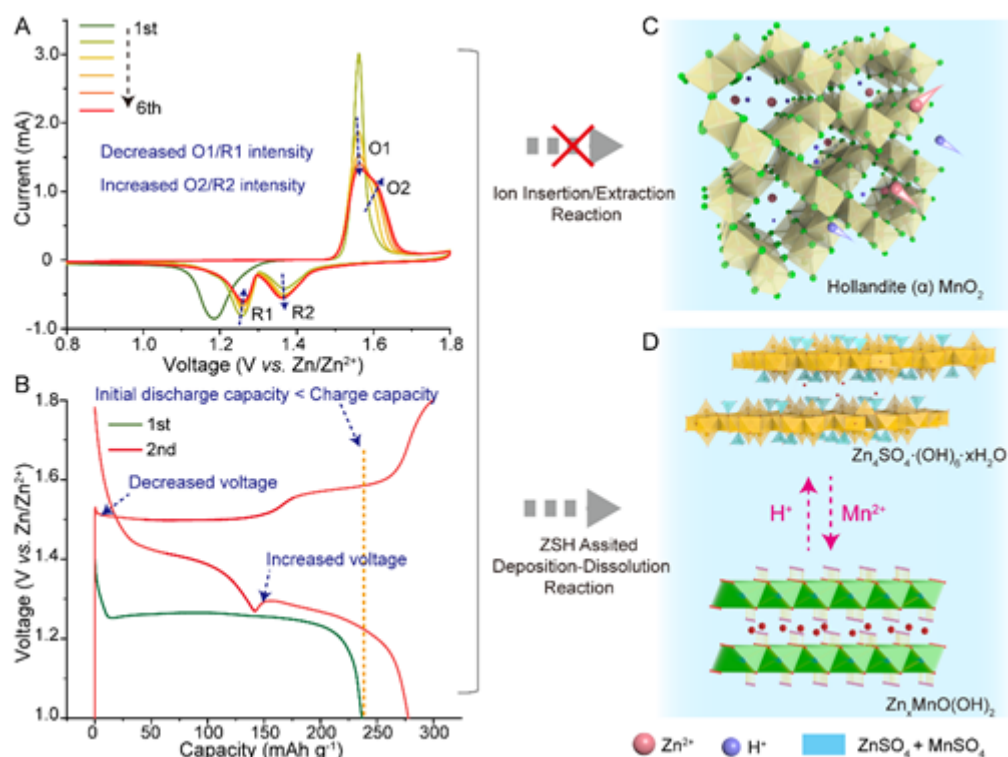 A
1st
6th
Decreased O1/R1 intensity
Increased O2/R2 intensity
O1
O2
R1
R2
3.0
2.0
1.0
0
-1.0
Current (mA)
0.8
1.0
1.2
1.4
1.6
1.8
Voltage (V vs. Zn/Zn²⁺)
B
Initial discharge capacity < Charge capacity
1st
2nd
Decreased voltage
Increased voltage
1.8
1.6
1.4
1.2
1.0
Voltage (V vs. Zn/Zn²⁺)
0
50
100
150
200
250
300
Capacity (mAh g⁻¹)
Ion Insertion/Extraction
Reaction
ZSH Assited
Deposition-Dissolution
Reaction
C
Hollandite (α) MnO₂
D
Zn₄SO₄·(OH)₆·xH₂O
H⁺
Mn²⁺
ZnₓMnO(OH)₂
Zn²⁺
H⁺
ZnSO₄ + MnSO₄